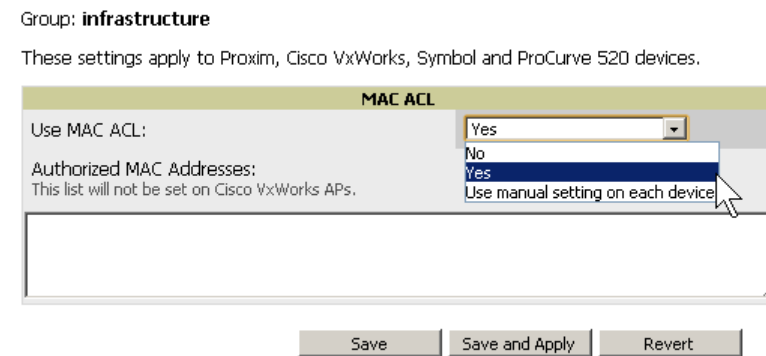 Group: infrastructure
These settings apply to Proxim, Cisco VxWorks, Symbol and ProCurve 520 devices.
MAC ACL
Use MAC ACL:
Yes
No
Yes
Use manual setting on each device
Authorized MAC Addresses:
This list will not be set on Cisco VxWorks APs.
Save
Save and Apply
Revert